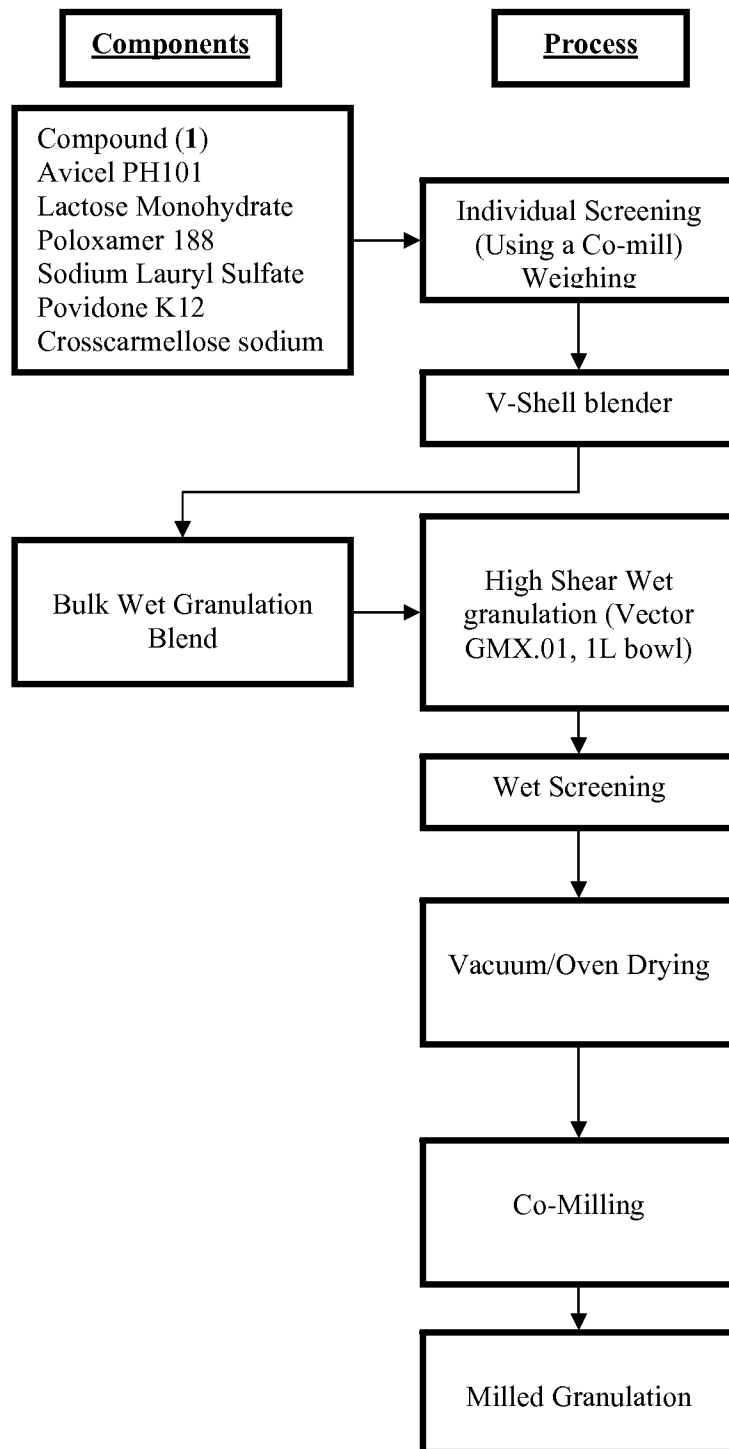 Components
Process
Compound (1)
Avicel PH101
Lactose Monohydrate
Poloxamer 188
Sodium Lauryl Sulfate
Povidone K12
Crosscarmellose sodium
Individual Screening
(Using a Co-mill)
Weighing
V-Shell blender
Bulk Wet Granulation
Blend
High Shear Wet
granulation (Vector
GMX.01, 1L bowl)
Wet Screening
Vacuum/Oven Drying
Co-Milling
Milled Granulation